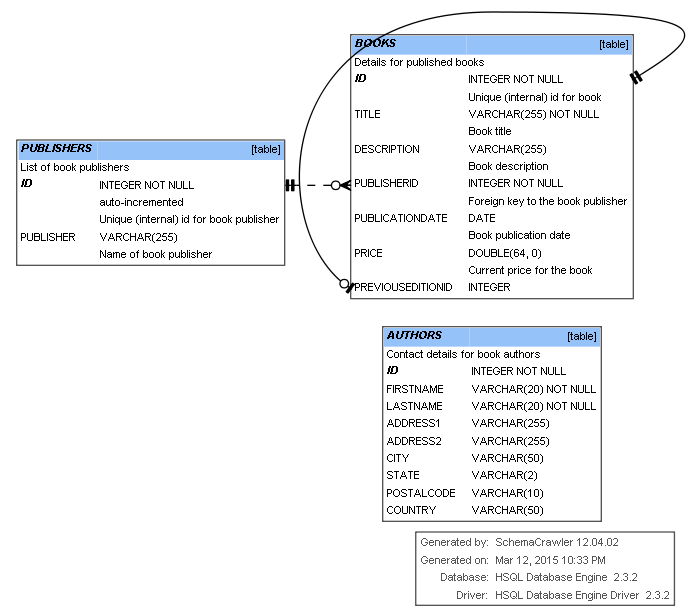 BOOKS [table]
Details for published books
ID INTEGER NOT NULL
Unique (internal) id for book
TITLE VARCHAR(255) NOT NULL
Book title
DESCRIPTION VARCHAR(255)
Book description
PUBLISHERID INTEGER NOT NULL
Foreign key to the book publisher
PUBLICATIONDATE DATE
Book publication date
PRICE DOUBLE(64, 0)
Current price for the book
PREVIOUSEDITIONID INTEGER
PUBLISHERS [table]
List of book publishers
ID INTEGER NOT NULL
auto-incremented
Unique (internal) id for book publisher
PUBLISHER VARCHAR(255)
Name of book publisher
AUTHORS [table]
Contact details for book authors
ID INTEGER NOT NULL
FIRSTNAME VARCHAR(20) NOT NULL
LASTNAME VARCHAR(20) NOT NULL
ADDRESS1 VARCHAR(255)
ADDRESS2 VARCHAR(255)
CITY VARCHAR(50)
STATE VARCHAR(2)
POSTALCODE VARCHAR(10)
COUNTRY VARCHAR(50)
Generated by: SchemaCrawler 12.04.02
Generated on: Mar 12, 2015 10:33 PM
Database: HSQL Database Engine 2.3.2
Driver: HSQL Database Engine Driver 2.3.2